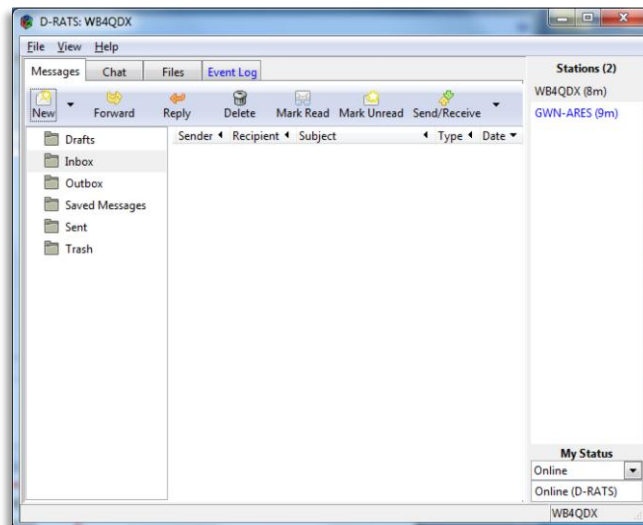 D-RATS: WB4QDX
File View Help
Messages Chat Files Event Log
New Forward Reply Delete Mark Read Mark Unread Send/Receive
Drafts
Inbox
Outbox
Saved Messages
Sent
Trash
Sender Recipient Subject Type Date
Stations (2)
WB4QDX (8m)
GWN-ARES (9m)
My Status
Online
Online (D-RATS)
WB4QDX